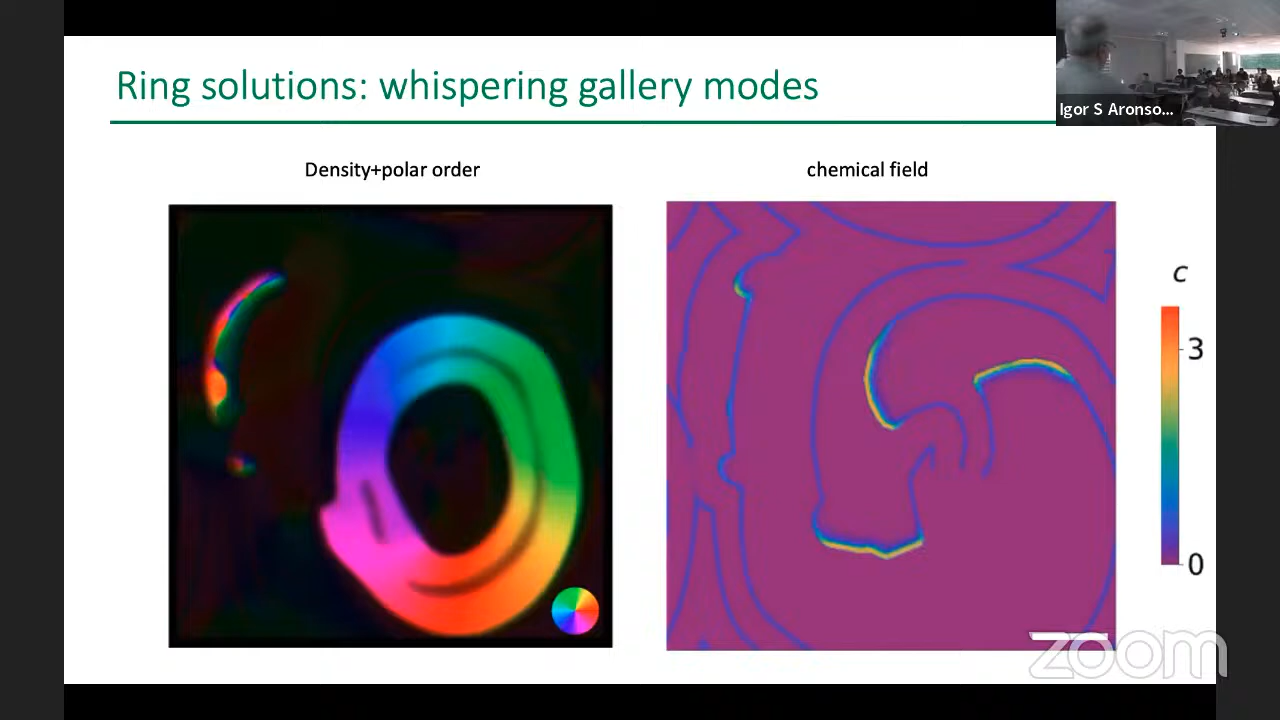 Ring solutions: whispering gallery modes
Igor S Aronso...
Density+polar order
chemical field
c
3
0
zoom